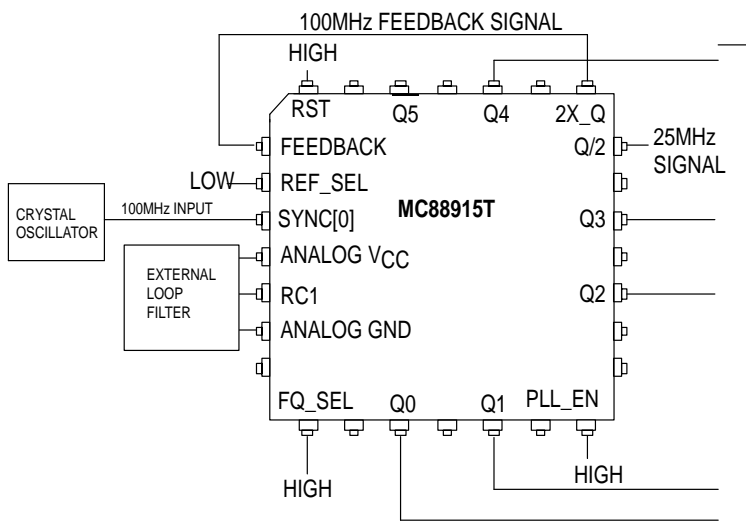 100MHz FEEDBACK SIGNAL
HIGH
RST
Q5
Q4
2X_Q
FEEDBACK
Q/2
25MHz
SIGNAL
LOW
REF_SEL
MC88915T
CRYSTAL
OSCILLATOR
100MHz INPUT
SYNC[0]
Q3
ANALOG VCC
EXTERNAL
LOOP
FILTER
RC1
Q2
ANALOG GND
FQ_SEL
Q0
Q1
PLL_EN
HIGH
HIGH